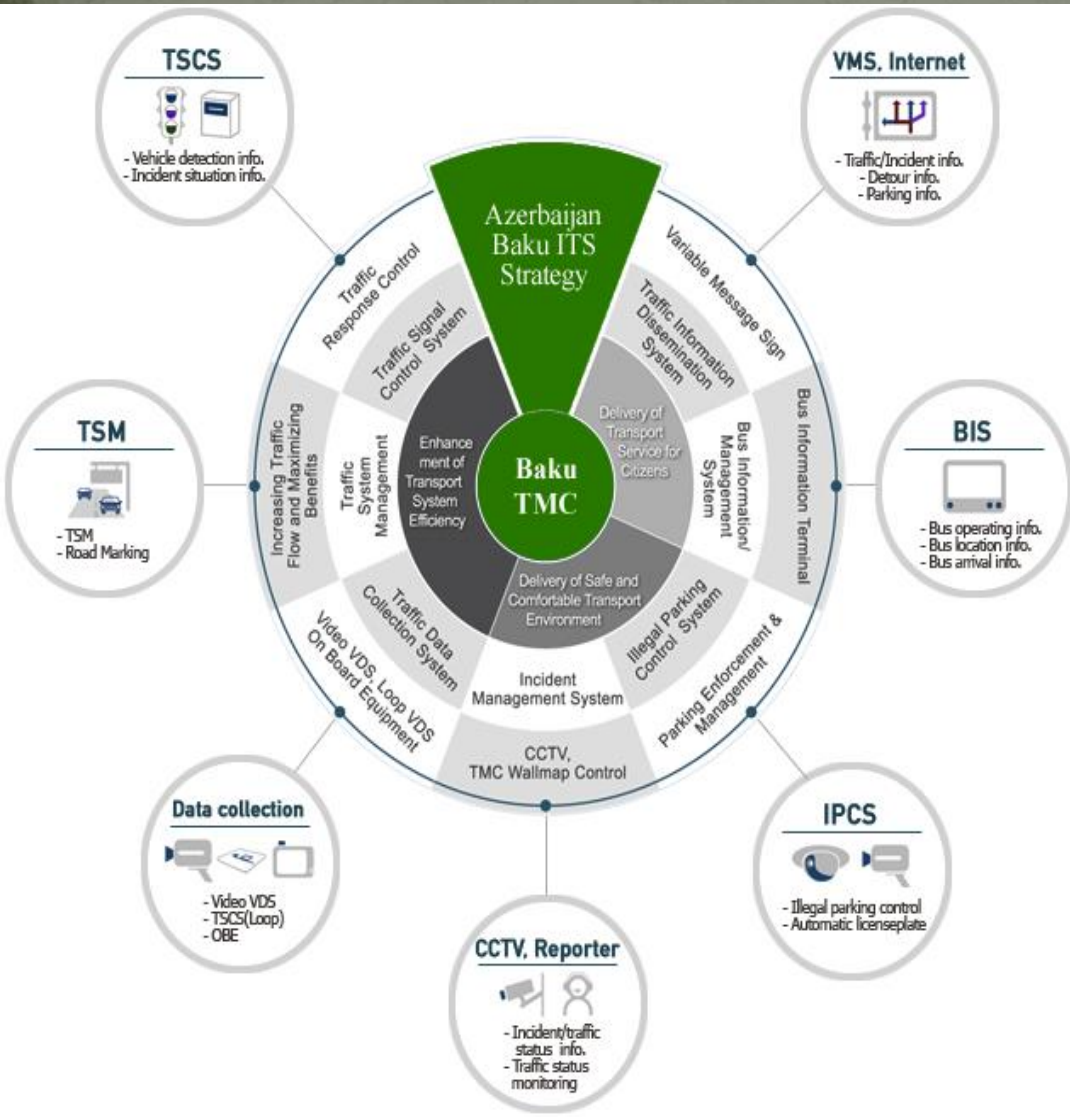 TSCS
- Vehicle detection info.
- Incident situation info.
VMS, Internet
- Traffic/Incident info.
- Detour info.
- Parking info.
Azerbaijan
Baku ITS
Strategy
Traffic
Response Control
Traffic Signal
Control System
Variable Message Sign
Traffic Information
Dissemination
System
TSM
- TSM
- Road Marking
Increasing Traffic
Flow and Maximizing
Benefits
Traffic
System
Management
Enhance
ment of
Transport
System
Efficiency
Baku
TMC
Delivery of
Transport
Service for
Citizens
Bus Information/
Management
System
Bus Information Terminal
BIS
- Bus operating info.
- Bus location info.
- Bus arrival info.
Delivery of Safe and
Comfortable Transport
Environment
Traffic Data
Collection System
Video VDS, Loop VDS
On Board Equipment
Incident
Management System
CCTV,
TMC Wallmap Control
Illegal Parking
Control System
Parking Enforcement &
Management
Data collection
- Video VDS
- TSCS(Loop)
- OBE
CCTV, Reporter
- Incident/traffic
status info.
- Traffic status
monitoring
IPCS
- Illegal parking control
- Automatic licenseplate